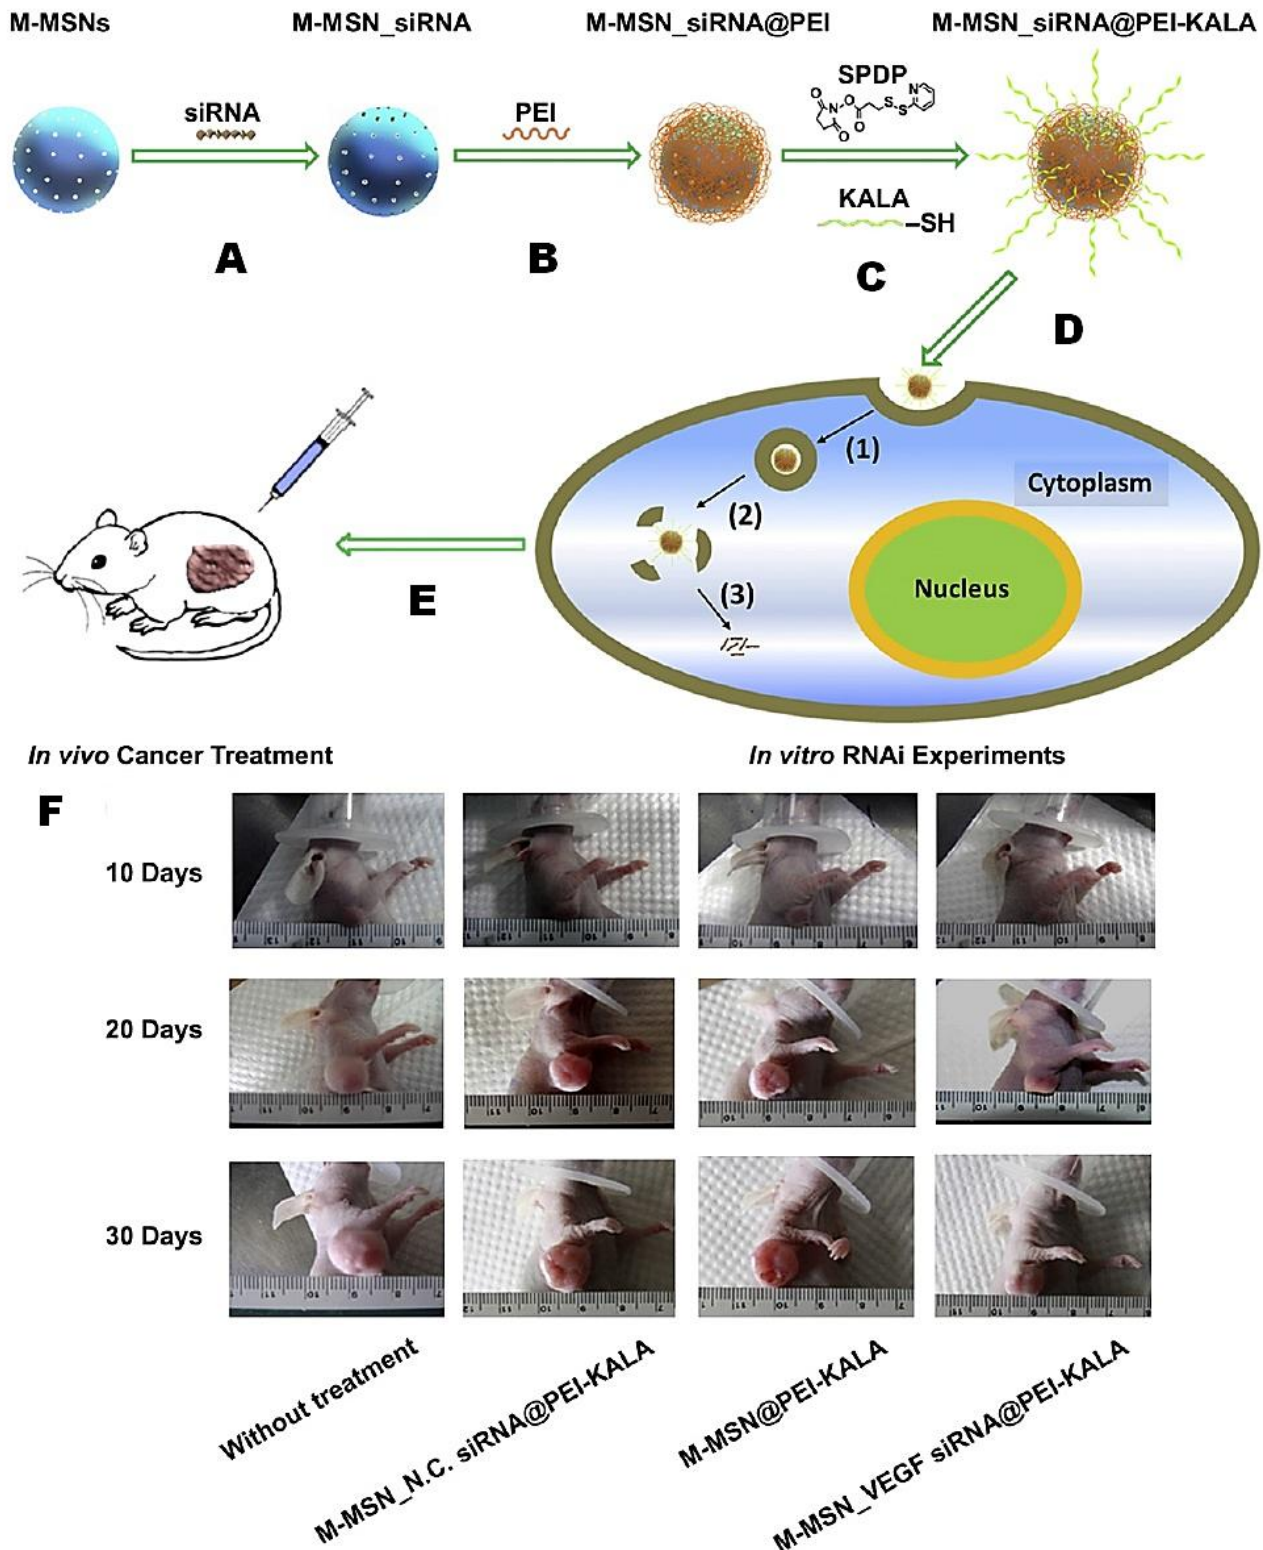 M-MSNs M-MSN_siRNA M-MSN_siRNA@PEI M-MSN_siRNA@PEI-KALA
siRNA PEI SPDP
KALA
–SH
A B C
D
(1)
Cytoplasm
(2)
Nucleus
(3)
E
In vivo Cancer Treatment In vitro RNAi Experiments
F
10 Days
20 Days
30 Days
Without treatment
M-MSN_N.C. siRNA@PEI-KALA
M-MSN@PEI-KALA
M-MSN_VEGF siRNA@PEI-KALA